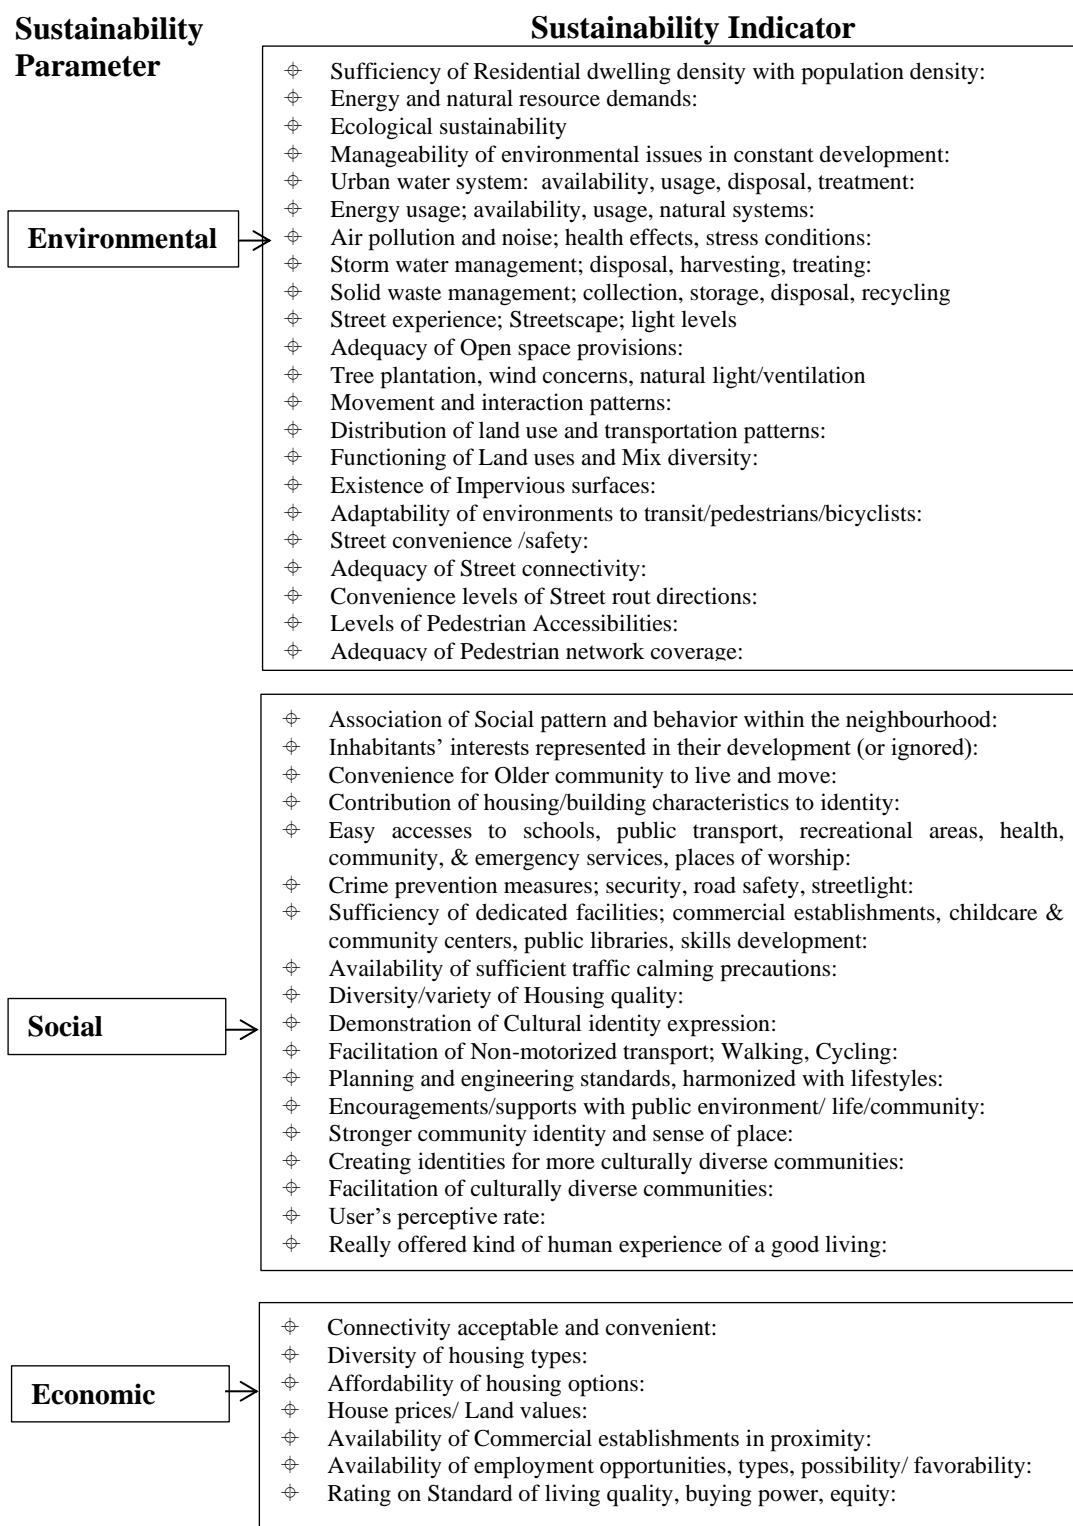 Sustainability Parameter
Sustainability Indicator
Environmental
Sufficiency of Residential dwelling density with population density:
Energy and natural resource demands:
Ecological sustainability
Manageability of environmental issues in constant development:
Urban water system:  availability, usage, disposal, treatment:
Energy usage; availability, usage, natural systems:
Air pollution and noise; health effects, stress conditions:
Storm water management; disposal, harvesting, treating:
Solid waste management; collection, storage, disposal, recycling
Street experience; Streetscape; light levels
Adequacy of Open space provisions:
Tree plantation, wind concerns, natural light/ventilation
Movement and interaction patterns:
Distribution of land use and transportation patterns:
Functioning of Land uses and Mix diversity:
Existence of Impervious surfaces:
Adaptability of environments to transit/pedestrians/bicyclists:
Street convenience /safety:
Adequacy of Street connectivity:
Convenience levels of Street rout directions:
Levels of Pedestrian Accessibilities:
Adequacy of Pedestrian network coverage:
Social
Association of Social pattern and behavior within the neighbourhood:
Inhabitants’ interests represented in their development (or ignored):
Convenience for Older community to live and move:
Contribution of housing/building characteristics to identity:
Easy accesses to schools, public transport, recreational areas, health,
community, & emergency services, places of worship:
Crime prevention measures; security, road safety, streetlight:
Sufficiency of dedicated facilities; commercial establishments, childcare &
community centers, public libraries, skills development:
Availability of sufficient traffic calming precautions:
Diversity/variety of Housing quality:
Demonstration of Cultural identity expression:
Facilitation of Non-motorized transport; Walking, Cycling:
Planning and engineering standards, harmonized with lifestyles:
Encouragements/supports with public environment/ life/community:
Stronger community identity and sense of place:
Creating identities for more culturally diverse communities:
Facilitation of culturally diverse communities:
User’s perceptive rate:
Really offered kind of human experience of a good living:
Economic
Connectivity acceptable and convenient:
Diversity of housing types:
Affordability of housing options:
House prices/ Land values:
Availability of Commercial establishments in proximity:
Availability of employment opportunities, types, possibility/ favorability:
Rating on Standard of living quality, buying power, equity: